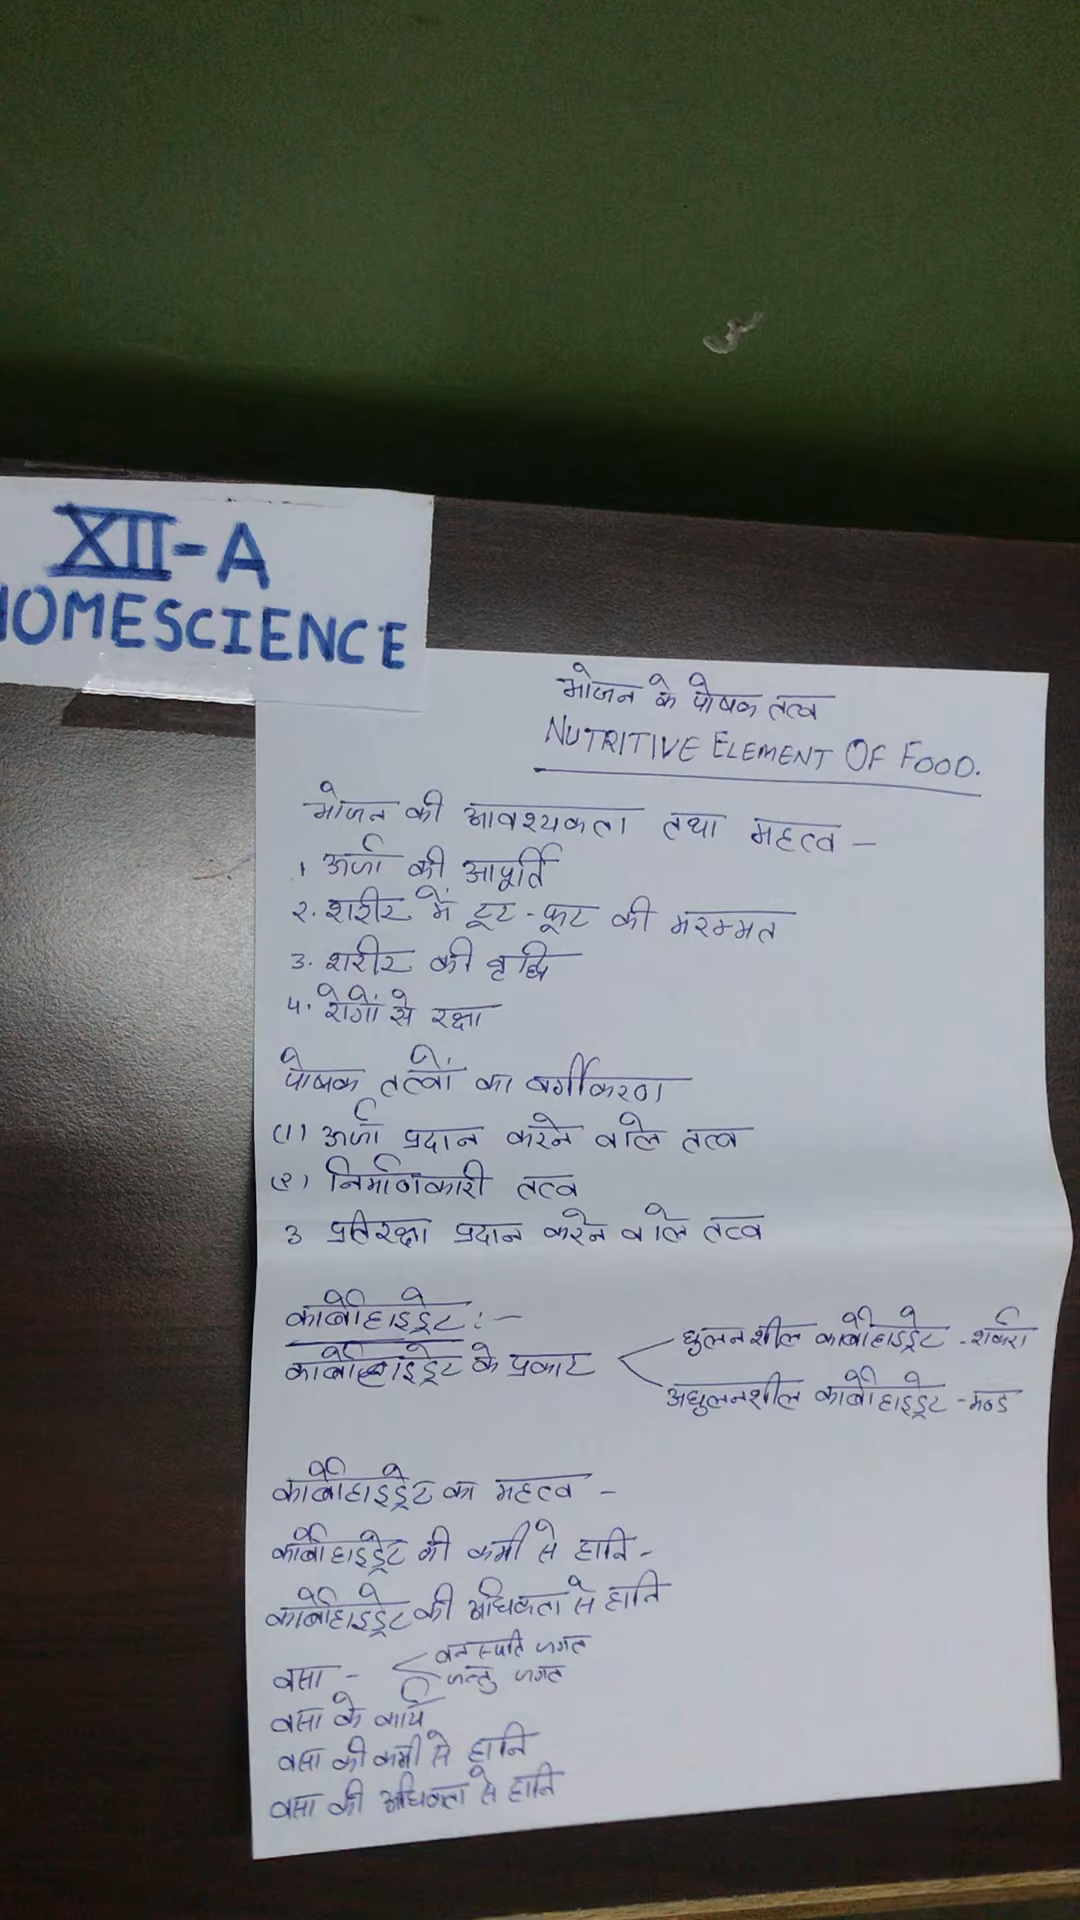 XII-A
HOMESCIENCE
भोजन के पोषक तत्व
NUTRITIVE ELEMENT OF FOOD.
भोजन की आवश्यकता तथा महत्व -
1 ऊर्जा की आपूर्ति
२. शरीर में टूट-फूट की मरम्मत
3. शरीर की वृद्धि
4. रोगों से रक्षा
पोषक तत्वों का वर्गीकरण
(1) ऊर्जा प्रदान करने वाले तत्व
(२) निर्माणकारी तत्व
3 प्रतिरक्षा प्रदान करने वाले तत्व
कार्बोहाइड्रेट :-
कार्बोहाइड्रेट के प्रकार
घुलनशील कार्बोहाइड्रेट - शर्करा
अघुलनशील कार्बोहाइड्रेट - मण्ड
कार्बोहाइड्रेट का महत्व -
कार्बोहाइड्रेट की कमी से हानि -
कार्बोहाइड्रेट की अधिकता से हानि
वसा -
वनस्पति जगत
जन्तु जगत
वसा के कार्य
वसा की कमी से हानि
वसा की अधिकता से हानि